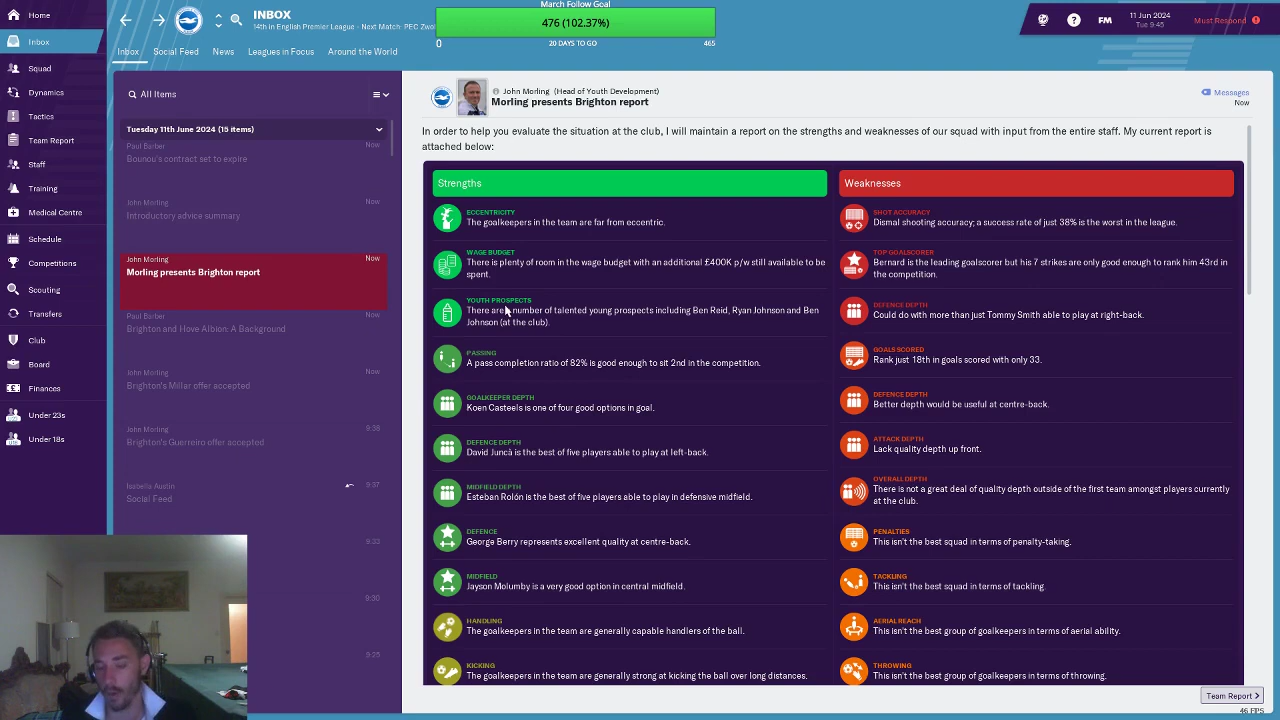 March Follow Goal
476 (102.37%)
0
20 DAYS TO GO
465
INBOX
14th in English Premier League - Next Match: PEC Zwo
FM
11 Jun 2024
Tue 9:45
Must Respond
Home
Inbox
Squad
Dynamics
Tactics
Team Report
Staff
Training
Medical Centre
Schedule
Competitions
Scouting
Transfers
Club
Board
Finances
Under 23s
Under 18s
Inbox
Social Feed
News
Leagues in Focus
Around the World
All Items
Tuesday 11th June 2024 (15 items)
Paul Barber
Now
Bounou's contract set to expire
John Morling
Now
Introductory advice summary
John Morling
Now
Morling presents Brighton report
Paul Barber
Now
Brighton and Hove Albion: A Background
John Morling
Now
Brighton's Millar offer accepted
John Morling
9:38
Brighton's Guerreiro offer accepted
Isabella Austin
9:37
Social Feed
9:33
9:30
9:25
John Morling (Head of Youth Development)
Morling presents Brighton report
Messages
Now
In order to help you evaluate the situation at the club, I will maintain a report on the strengths and weaknesses of our squad with input from the entire staff. My current report is
attached below:
Strengths
ECCENTRICITY
The goalkeepers in the team are far from eccentric.
WAGE BUDGET
There is plenty of room in the wage budget with an additional £400K p/w still available to be
spent.
YOUTH PROSPECTS
There are number of talented young prospects including Ben Reid, Ryan Johnson and Ben
Johnson (at the club).
PASSING
A pass completion ratio of 82% is good enough to sit 2nd in the competition.
GOALKEEPER DEPTH
Koen Casteels is one of four good options in goal.
DEFENCE DEPTH
David Juncà is the best of five players able to play at left-back.
MIDFIELD DEPTH
Esteban Rolón is the best of five players able to play in defensive midfield.
DEFENCE
George Berry represents excellent quality at centre-back.
MIDFIELD
Jayson Molumby is a very good option in central midfield.
HANDLING
The goalkeepers in the team are generally capable handlers of the ball.
KICKING
The goalkeepers in the team are generally strong at kicking the ball over long distances.
Weaknesses
SHOT ACCURACY
Dismal shooting accuracy; a success rate of just 38% is the worst in the league.
TOP GOALSCORER
Bernard is the leading goalscorer but his 7 strikes are only good enough to rank him 43rd in
the competition.
DEFENCE DEPTH
Could do with more than just Tommy Smith able to play at right-back.
GOALS SCORED
Rank just 18th in goals scored with only 33.
DEFENCE DEPTH
Better depth would be useful at centre-back.
ATTACK DEPTH
Lack quality depth up front.
OVERALL DEPTH
There is not a great deal of quality depth outside of the first team amongst players currently
at the club.
PENALTIES
This isn't the best squad in terms of penalty-taking.
TACKLING
This isn't the best squad in terms of tackling.
AERIAL REACH
This isn't the best group of goalkeepers in terms of aerial ability.
THROWING
This isn't the best group of goalkeepers in terms of throwing.
Team Report
46 FPS